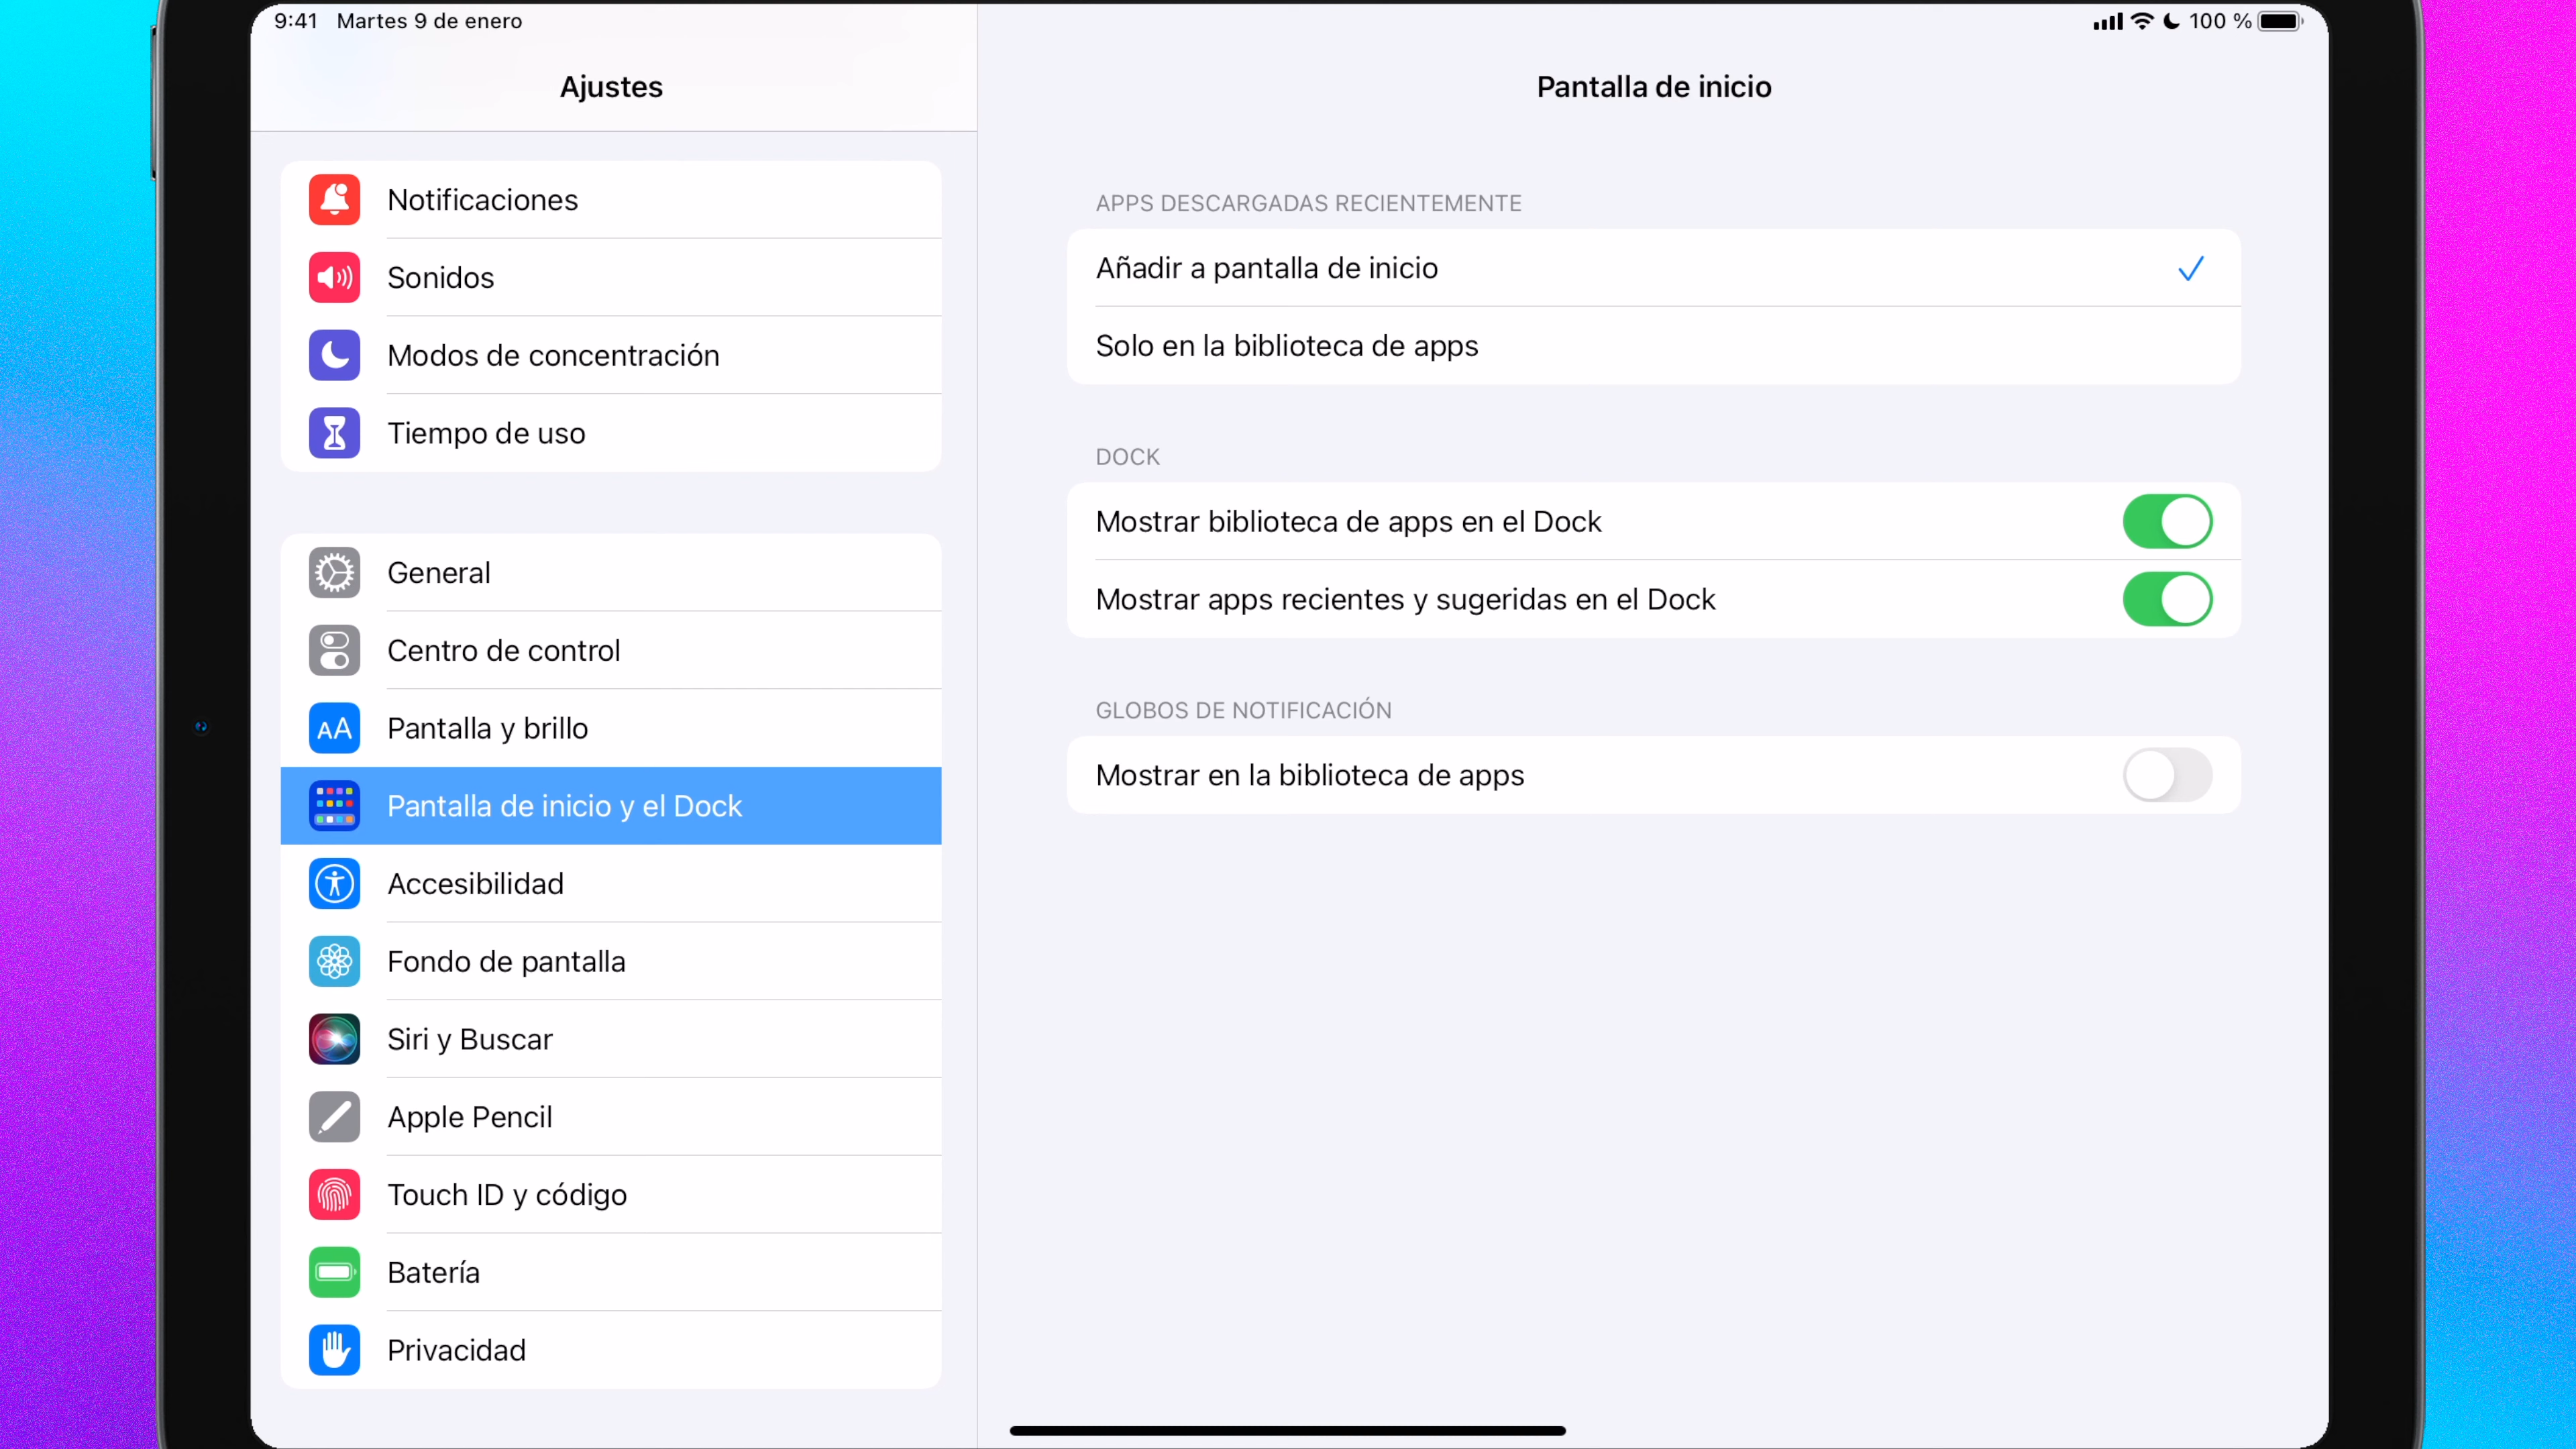 9:41 Martes 9 de enero
100 %
Ajustes
Notificaciones
Sonidos
Modos de concentración
Tiempo de uso
General
Centro de control
AA
Pantalla y brillo
Pantalla de inicio y el Dock
Accesibilidad
Fondo de pantalla
Siri y Buscar
Apple Pencil
Touch ID y código
Batería
Privacidad
Pantalla de inicio
APPS DESCARGADAS RECIENTEMENTE
Añadir a pantalla de inicio
Solo en la biblioteca de apps
DOCK
Mostrar biblioteca de apps en el Dock
Mostrar apps recientes y sugeridas en el Dock
GLOBOS DE NOTIFICACIÓN
Mostrar en la biblioteca de apps